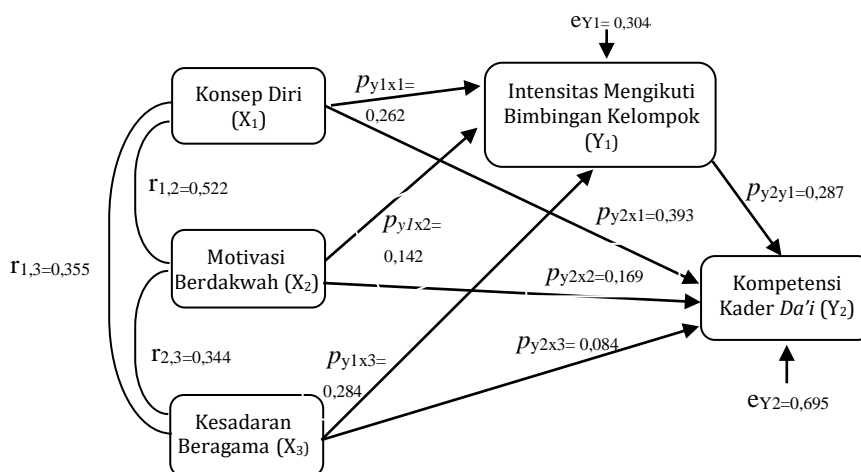 eY1= 0,304
Konsep Diri
(X1)
py1x1=
0,262
Intensitas Mengikuti
Bimbingan Kelompok
(Y1)
r1,2=0,522
py2x1=0,393
py2y1=0,287
r1,3=0,355
Motivasi
Berdakwah (X2)
py1x2=
0,142
py2x2=0,169
Kompetensi
Kader Da’i (Y2)
r2,3=0,344
py1x3=
0,284
py2x3= 0,084
eY2=0,695
Kesadaran
Beragama (X3)